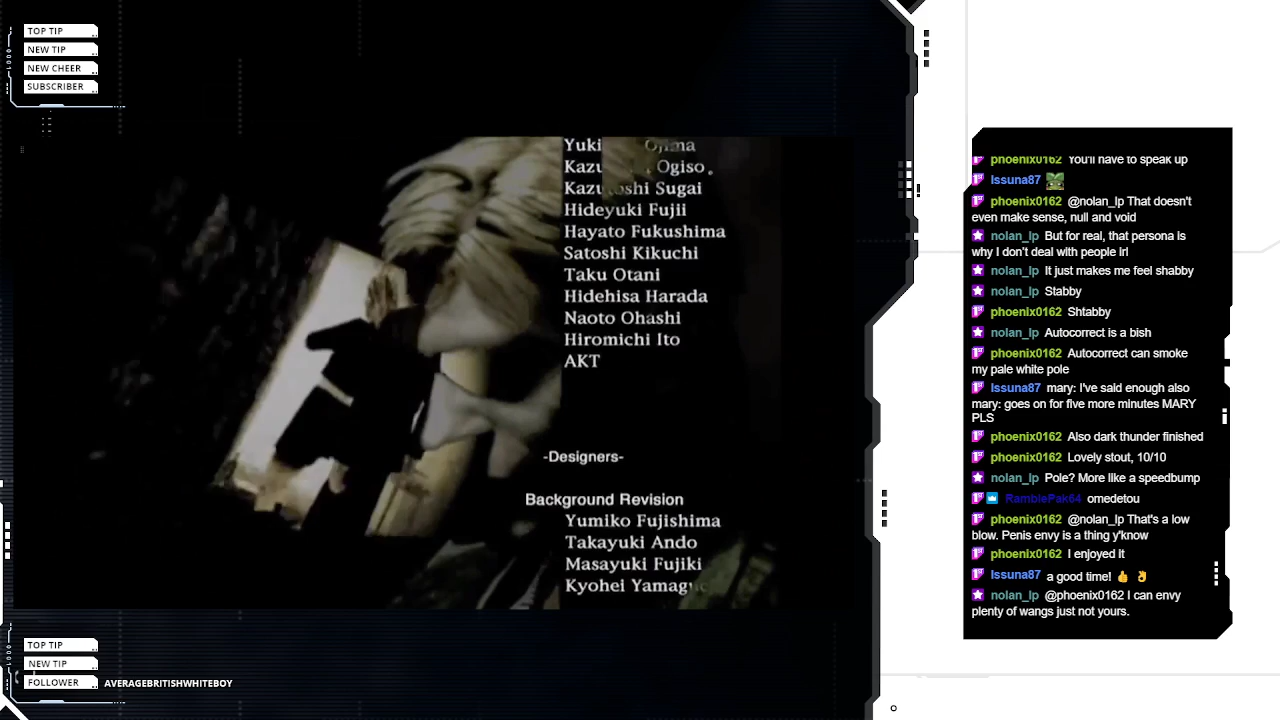 TOP TIP
NEW TIP
NEW CHEER
SUBSCRIBER
Ojima
Ogiso
Sugai
Hideyuki Fujii
Hayato Fukushima
Satoshi Kikuchi
Taku Otani
Hidehisa Harada
Naoto Ohashi
Hiromichi Ito
AKT
-Designers-
Background Revision
Yumiko Fujishima
Takayuki Ando
Masayuki Fujiki
Kyohei
TOP TIP
NEW TIP
FOLLOWER AVERAGEBRITISHWHITEBOY
phoenix0162 You'll have to speak up
Issuna87
phoenix0162 @nolan_lp That doesn't
even make sense, null and void
nolan_lp But for real, that persona is
why I don't deal with people irl
nolan_lp It just makes me feel shabby
nolan_lp Stabby
phoenix0162 Shtabby
nolan_lp Autocorrect is a bish
phoenix0162 Autocorrect can smoke
my pale white pole
Issuna87 mary: I've said enough also
mary: goes on for five more minutes MARY
PLS
phoenix0162 Also dark thunder finished
phoenix0162 Lovely stout, 10/10
nolan_lp Pole? More like a speedbump
RamblePak64 omedetou
phoenix0162 @nolan_lp That's a low
blow. Penis envy is a thing y'know
phoenix0162 I enjoyed it
Issuna87 a good time! 👍 👌
nolan_lp @phoenix0162 I can envy
plenty of wangs just not yours.